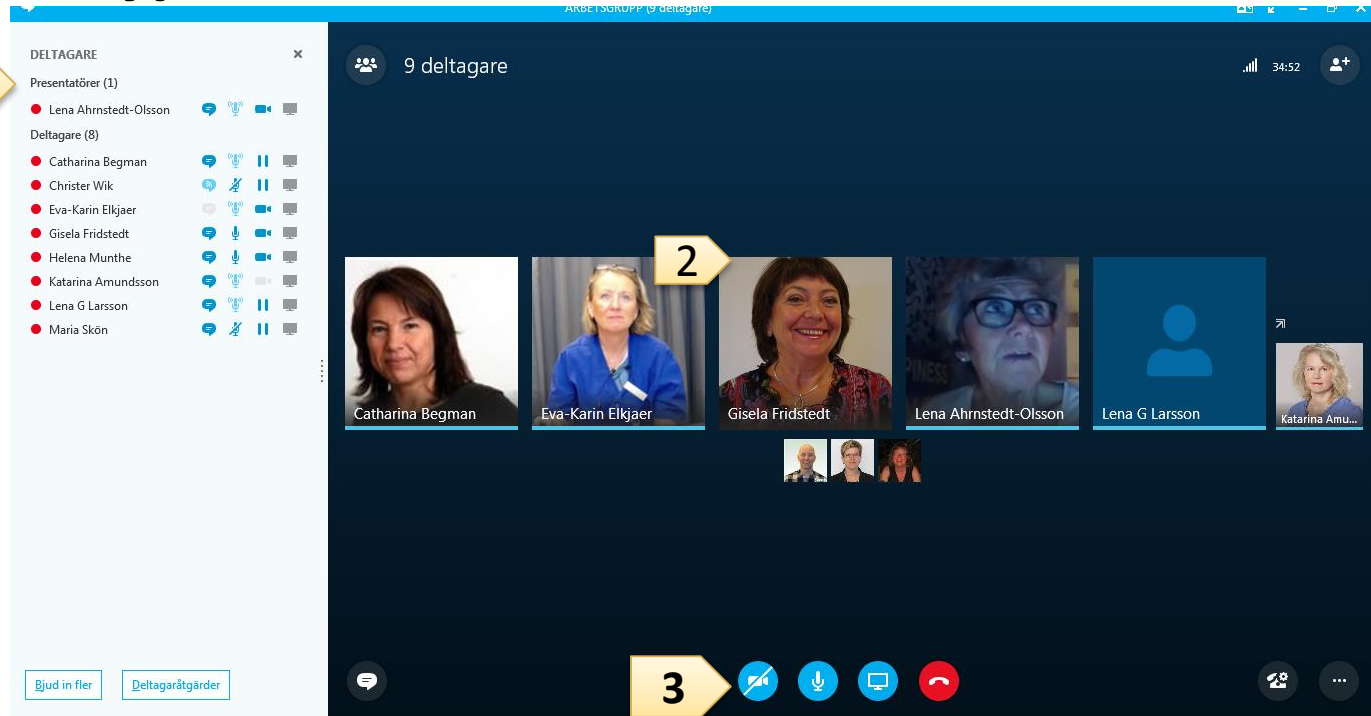 ARBETSGRUPP (9 deltagare)
DELTAGARE
Presentatörer (1)
Lena Ahrnstedt-Olsson
Deltagare (8)
Catharina Begman
Christer Wik
Eva-Karin Elkjaer
Gisela Fridstedt
Helena Munthe
Katarina Amundsson
Lena G Larsson
Maria Skön
Bjud in fler
Deltagaråtgärder
9 deltagare
34:52
2
Catharina Begman
Eva-Karin Elkjaer
Gisela Fridstedt
Lena Ahrnstedt-Olsson
Lena G Larsson
Katarina Amu...
3